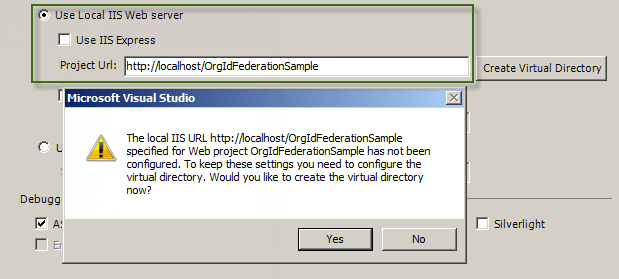 Use Local IIS Web server
Use IIS Express
Project Url: http://localhost/OrgIdFederationSample
Create Virtual Directory
Microsoft Visual Studio
The local IIS URL http://localhost/OrgIdFederationSample
specified for Web project OrgIdFederationSample has not been
configured. To keep these settings you need to configure the
virtual directory. Would you like to create the virtual directory
now?
Debugg
Silverlight
Yes
No